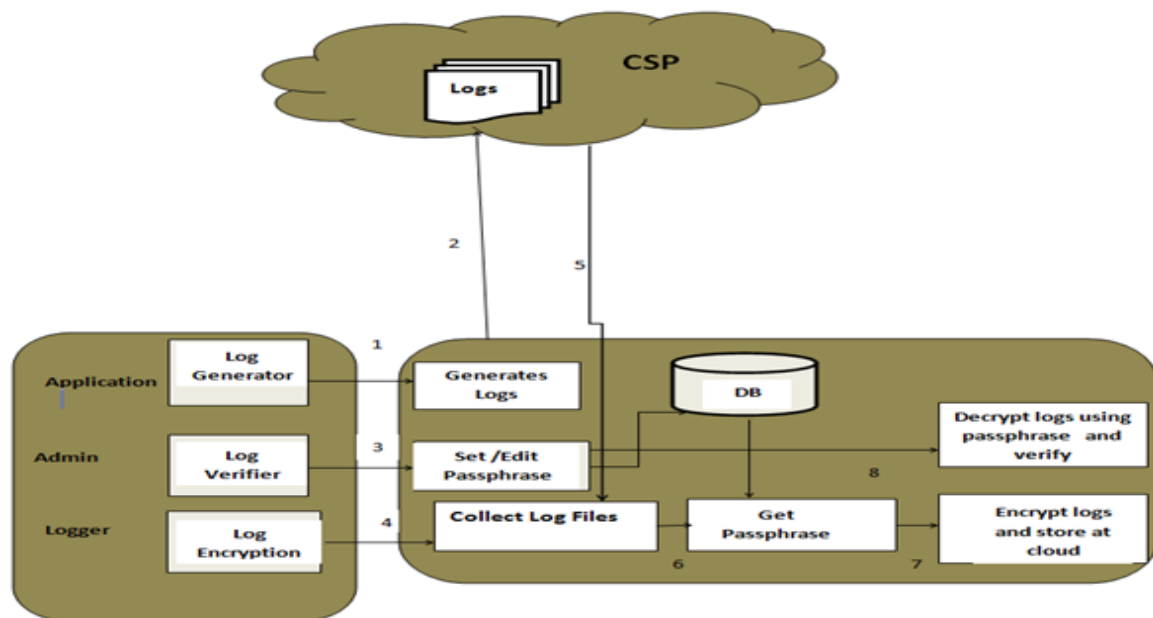 CSP
Logs
2
5
1
Application
Log
Generator
Generates
Logs
DB
Decrypt logs using
passphrase and
verify
Admin
Log
Verifier
3
Set /Edit
Passphrase
8
Logger
Log
Encryption
4
Collect Log Files
6
Get
Passphrase
7
Encrypt logs
and store at
cloud